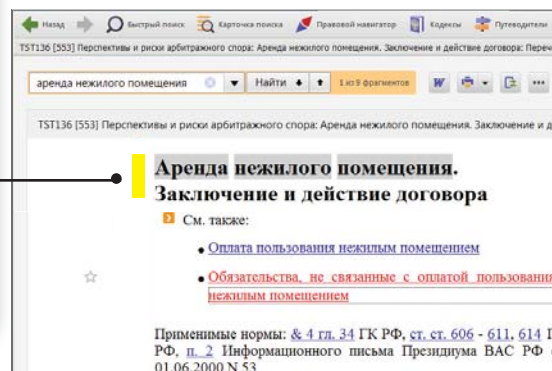 Назад Быстрый поиск Карточка поиска Правовой навигатор Кодексы Путеводители
TST136 [553] Перспективы и риски арбитражного спора: Аренда нежилого помещения. Заключение и действие договора: Переч
аренда нежилого помещения Найти 1 из 9 фрагментов W
TST136 [553] Перспективы и риски арбитражного спора: Аренда нежилого помещения. Заключение и д
Аренда нежилого помещения.
Заключение и действие договора
См. также:
• Оплата пользования нежилым помещением
• Обязательства, не связанные с оплатой пользования
нежилым помещением
Применимые нормы: & 4 гл. 34 ГК РФ, ст. ст. 606 - 611, 614 Г
РФ, п. 2 Информационного письма Президиума ВАС РФ
01.06.2000 N 53